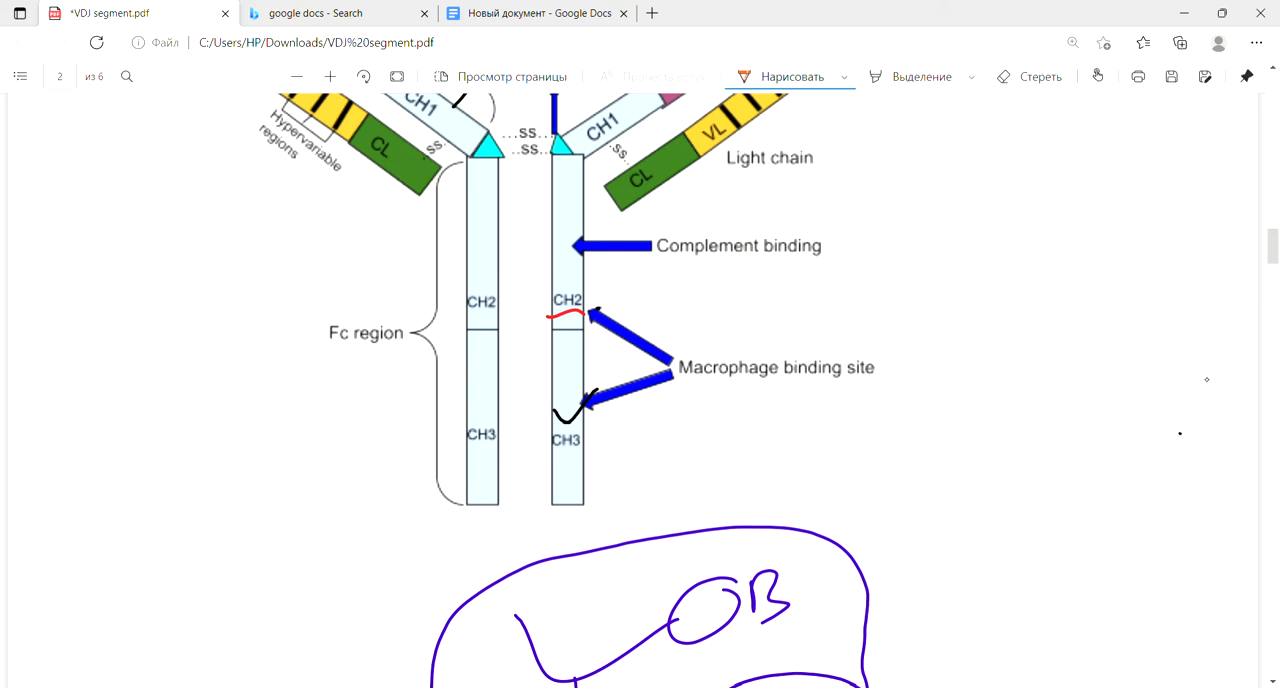 *VDJ segment.pdf
google docs - Search
Новый документ - Google Docs
Файл
C:/Users/HP/Downloads/VDJ%20segment.pdf
2 из 6
Просмотр страницы
Нарисовать
Выделение
Стереть
CH1
CH1
Hypervariable
regions
CL
..ss..
...ss...
...ss...
..ss..
VL
CL
Light chain
Complement binding
CH2
CH2
Fc region
Macrophage binding site
CH3
CH3
B